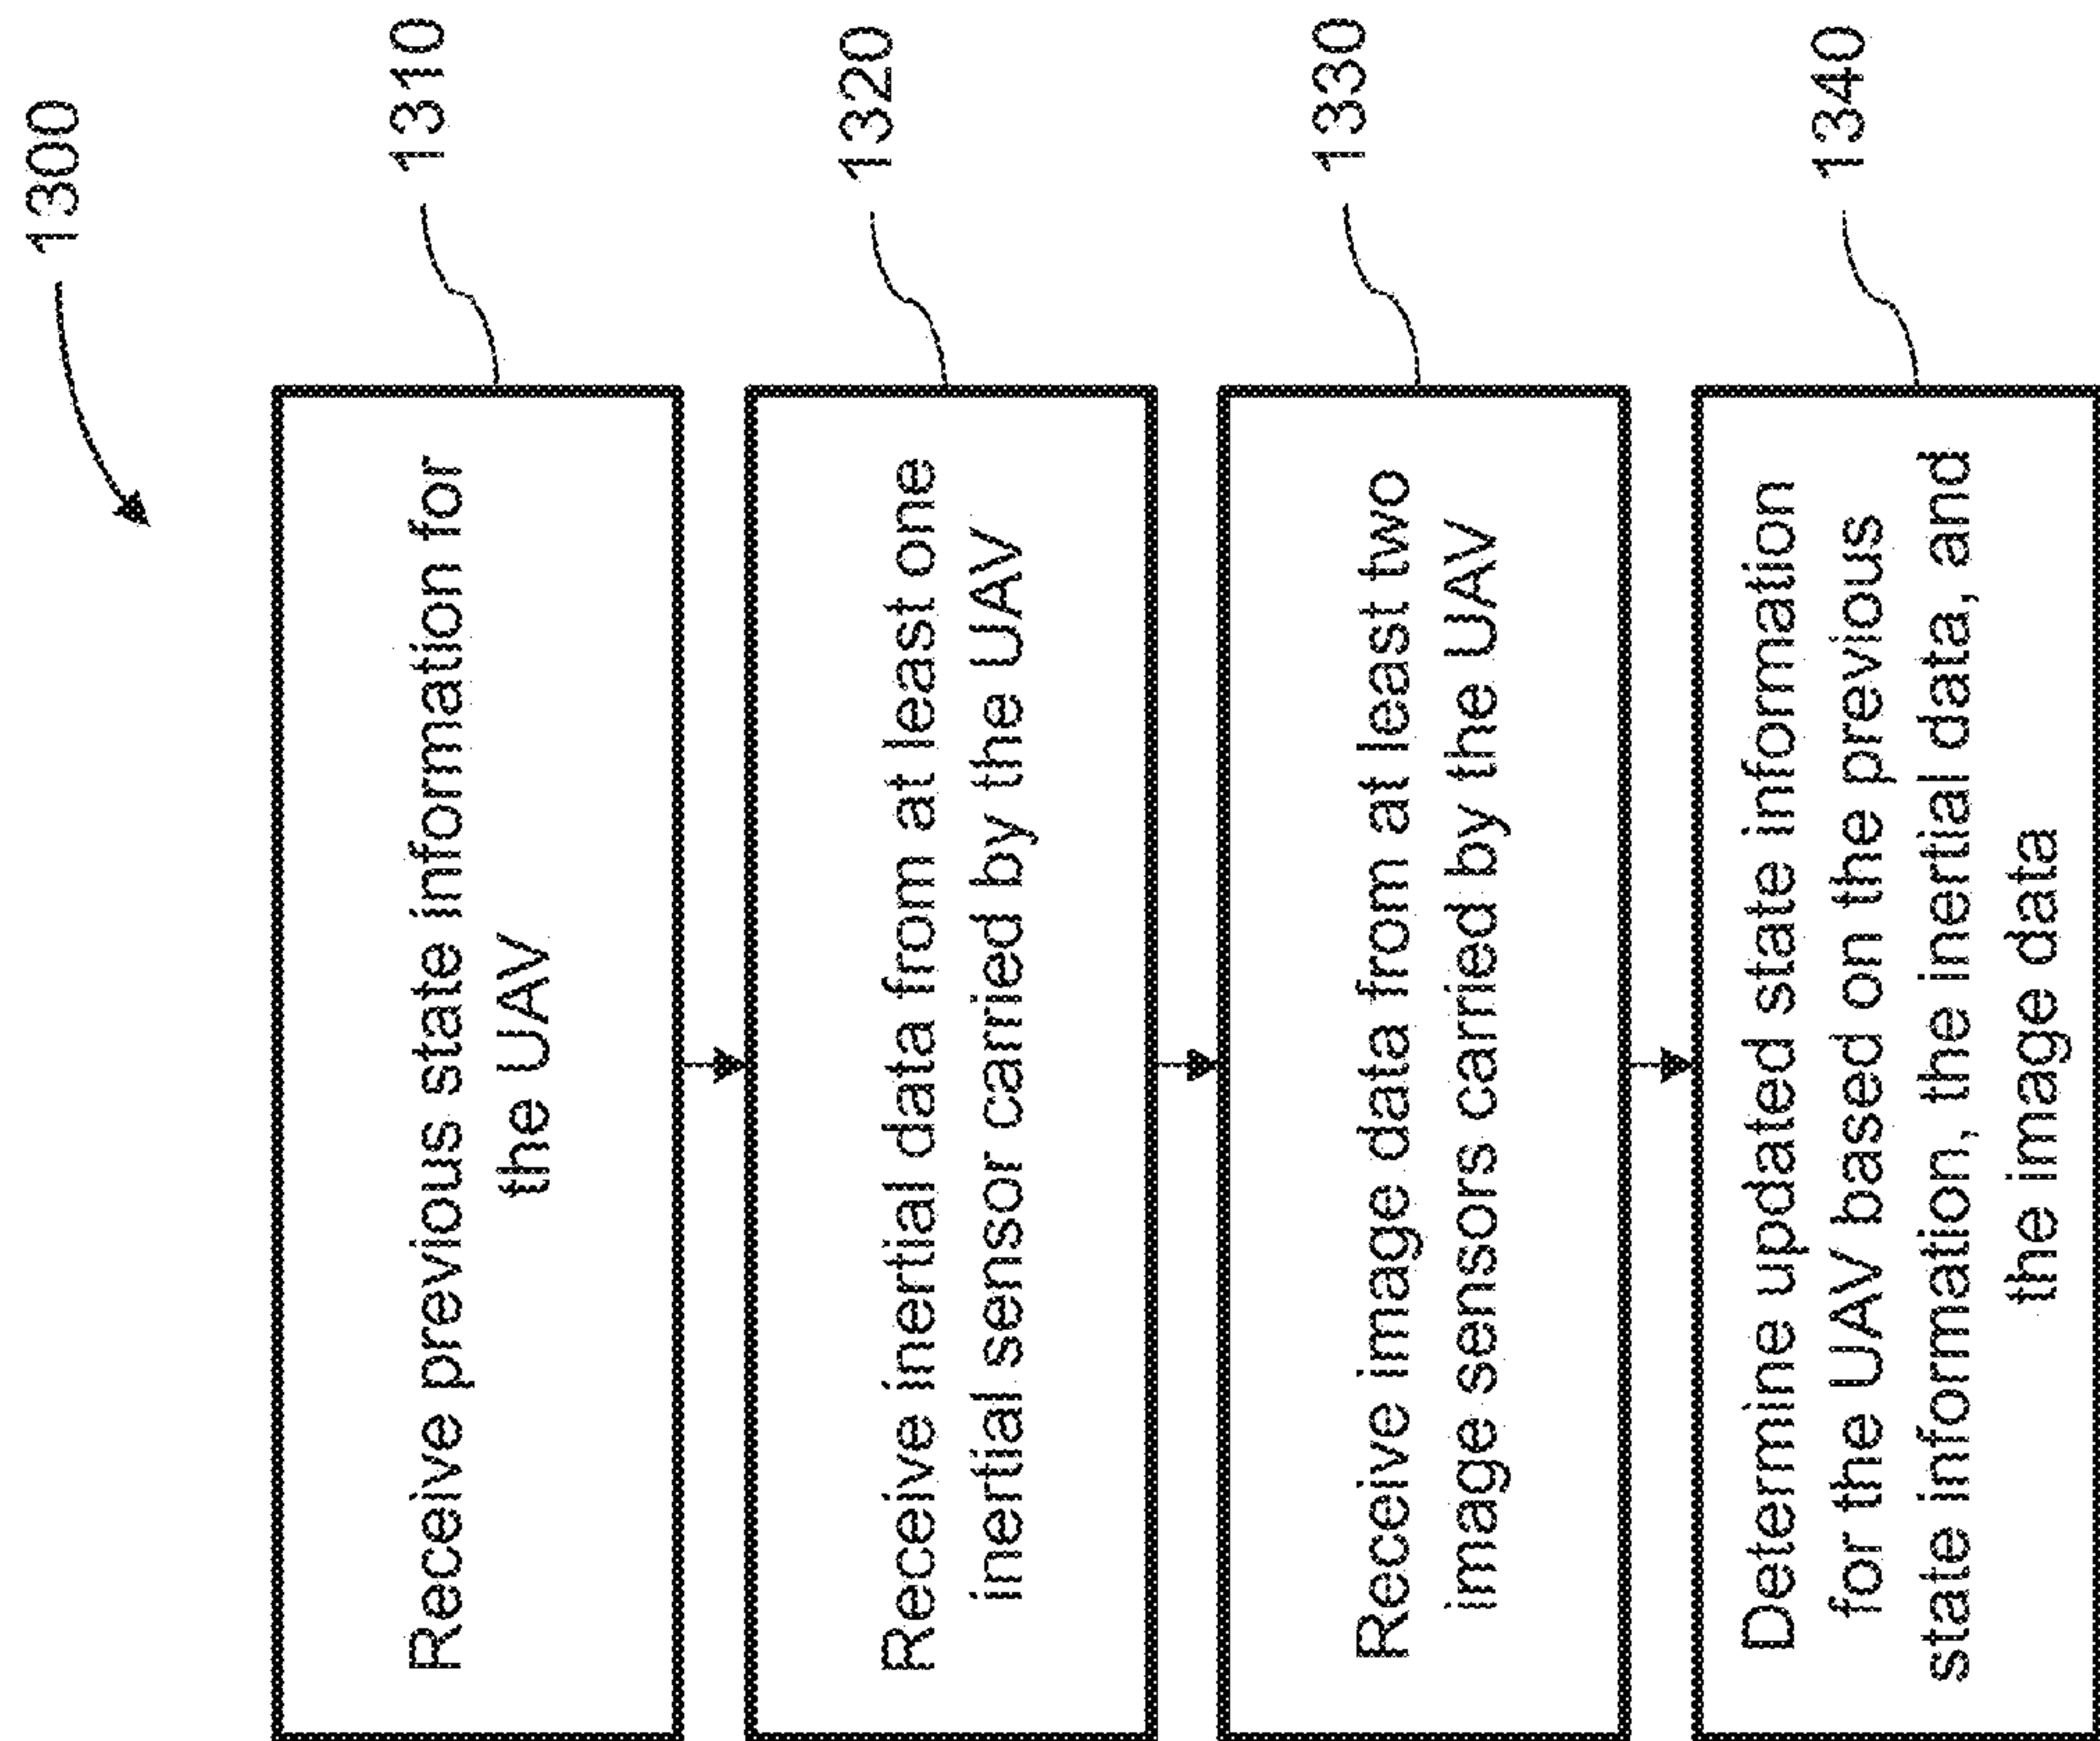 1300
Receive previous state information for
the UAV
1310
Receive inertial data from at least one
inertial sensor carried by the UAV
1320
Receive image data from at least two
image sensors carried by the UAV
1330
Determine updated state information
for the UAV based on the previous
state information, the inertial data, and
the image data
1340